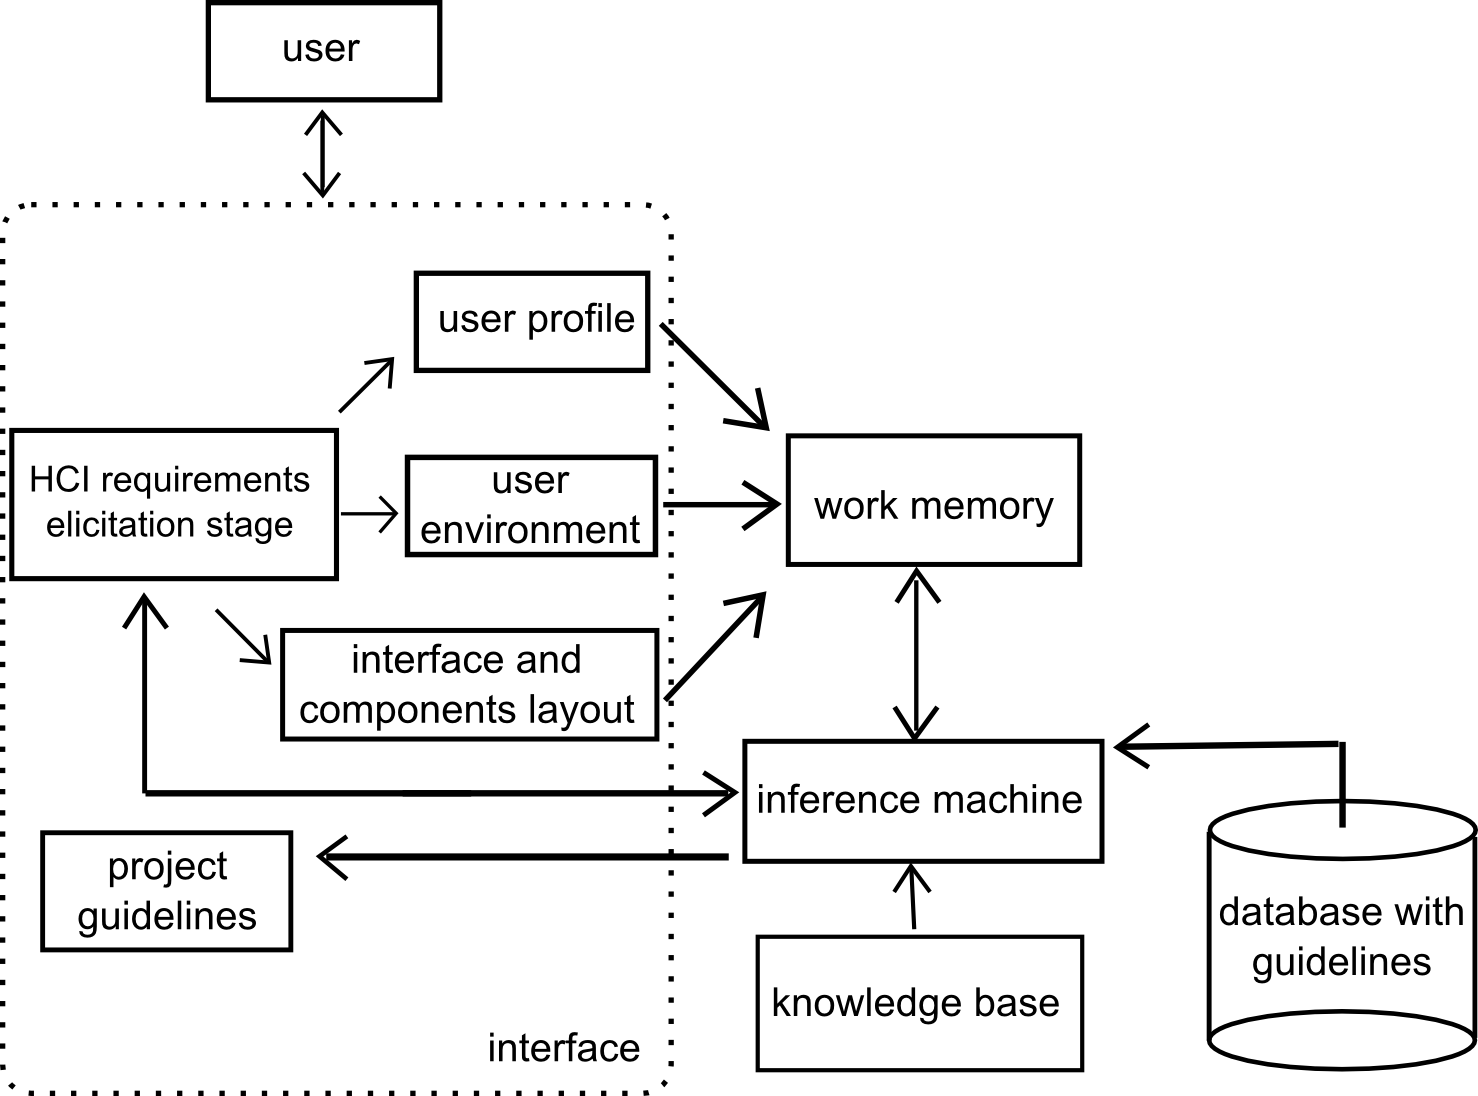 user
user profile
HCI requirements
elicitation stage
user
environment
work memory
interface and
components layout
inference machine
project
guidelines
database with
guidelines
knowledge base
interface